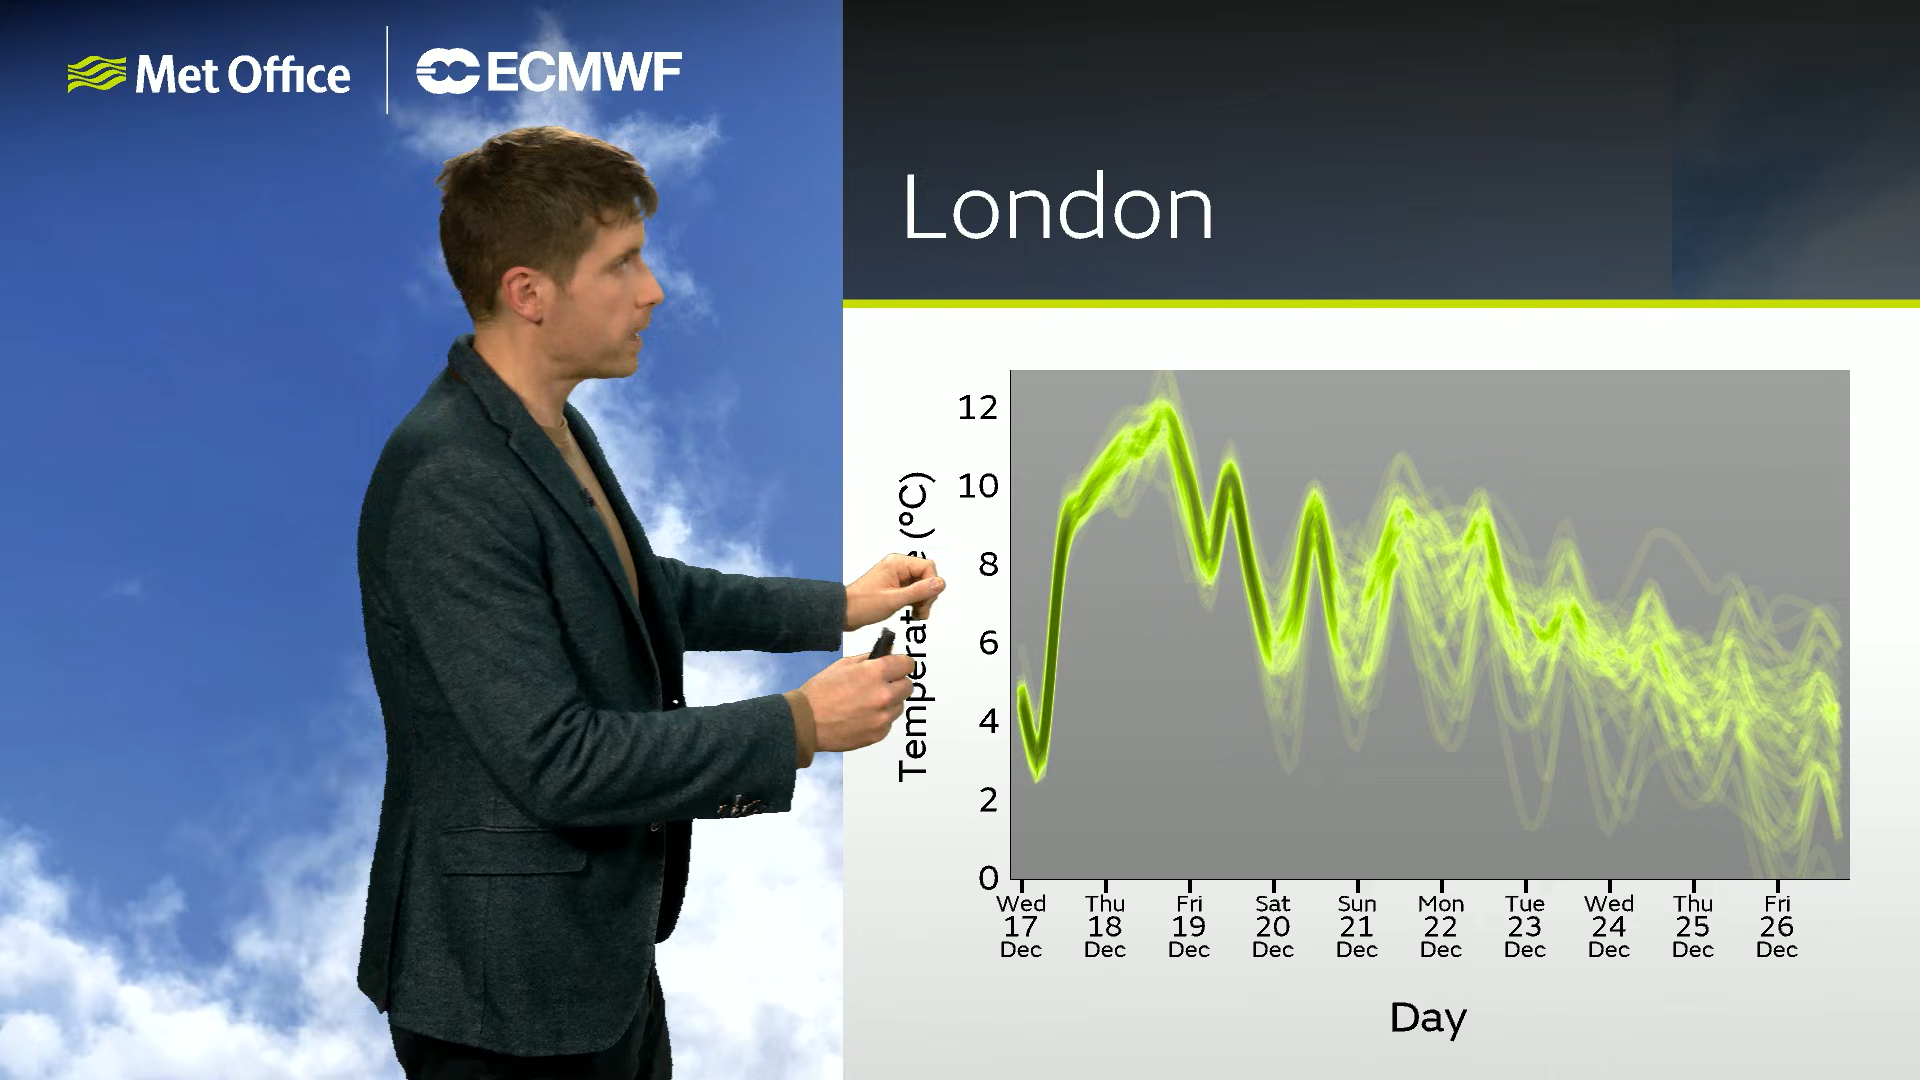 Met Office
ECMWF
London
Temperature (°C)
12
10
8
6
4
2
0
Wed Thu Fri Sat Sun Mon Tue Wed Thu Fri
17 18 19 20 21 22 23 24 25 26
Dec Dec Dec Dec Dec Dec Dec Dec Dec Dec
Day